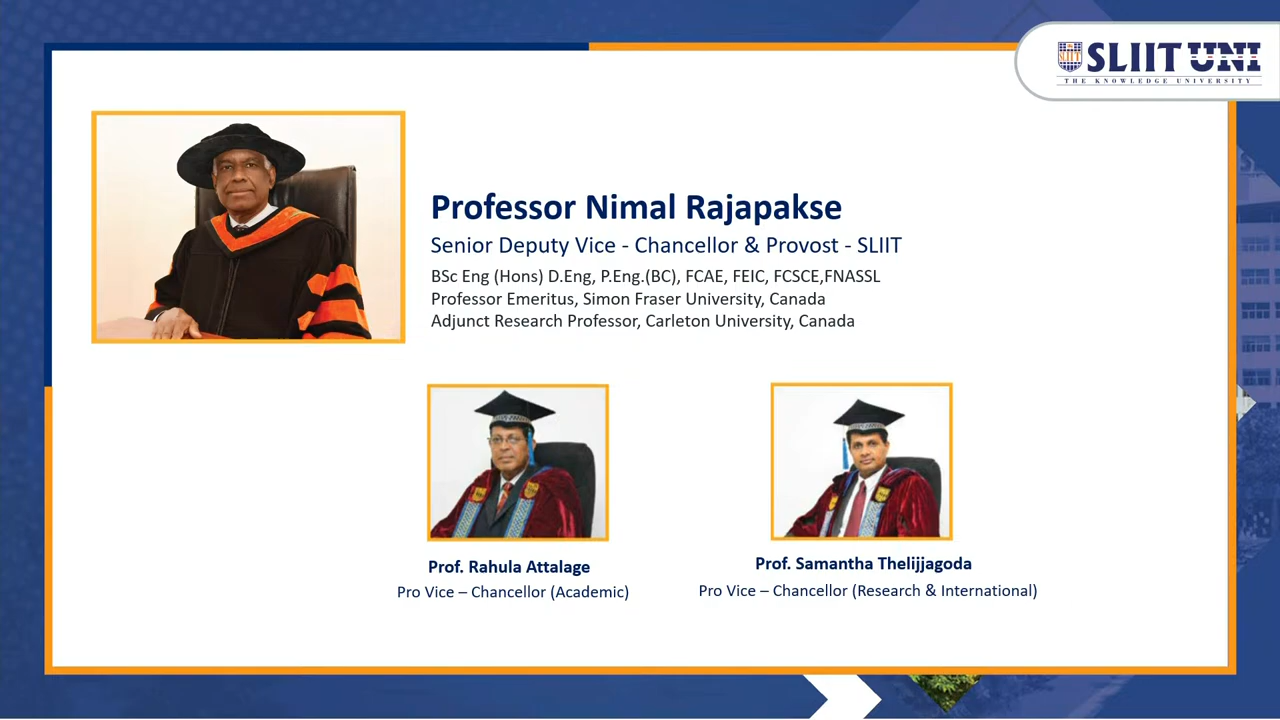 SLIIT UNI
THE KNOWLEDGE UNIVERSITY
Professor Nimal Rajapakse
Senior Deputy Vice - Chancellor & Provost - SLIIT
BSc Eng (Hons) D.Eng, P.Eng.(BC), FCAE, FEIC, FCSCE,FNASSL
Professor Emeritus, Simon Fraser University, Canada
Adjunct Research Professor, Carleton University, Canada
Prof. Rahula Attalage
Pro Vice – Chancellor (Academic)
Prof. Samantha Thelijjagoda
Pro Vice – Chancellor (Research & International)